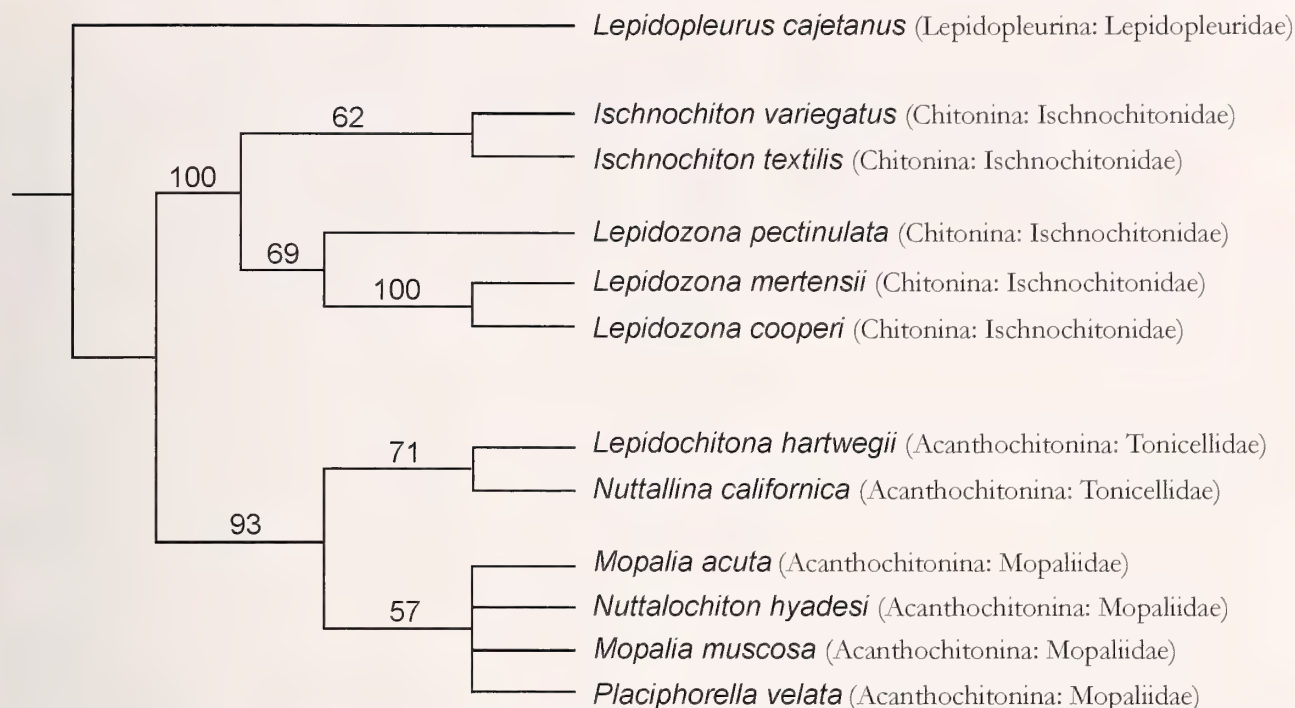 Lepidopleurus cajetanus (Lepidopleurina: Lepidopleuridae)
62
Ischnochiton variegatus (Chitonina: Ischnochitonidae)
Ischnochiton textilis (Chitonina: Ischnochitonidae)
100
Lepidozona pectinulata (Chitonina: Ischnochitonidae)
69
Lepidozona mertensii (Chitonina: Ischnochitonidae)
100
Lepidozona cooperi (Chitonina: Ischnochitonidae)
Lepidochitona hartwegii (Acanthochitonina: Tonicellidae)
71
Nuttallina californica (Acanthochitonina: Tonicellidae)
93
Mopalia acuta (Acanthochitonina: Mopaliidae)
Nuttalochiton hyadesi (Acanthochitonina: Mopaliidae)
57
Mopalia muscosa (Acanthochitonina: Mopaliidae)
Placiphorella velata (Acanthochitonina: Mopaliidae)